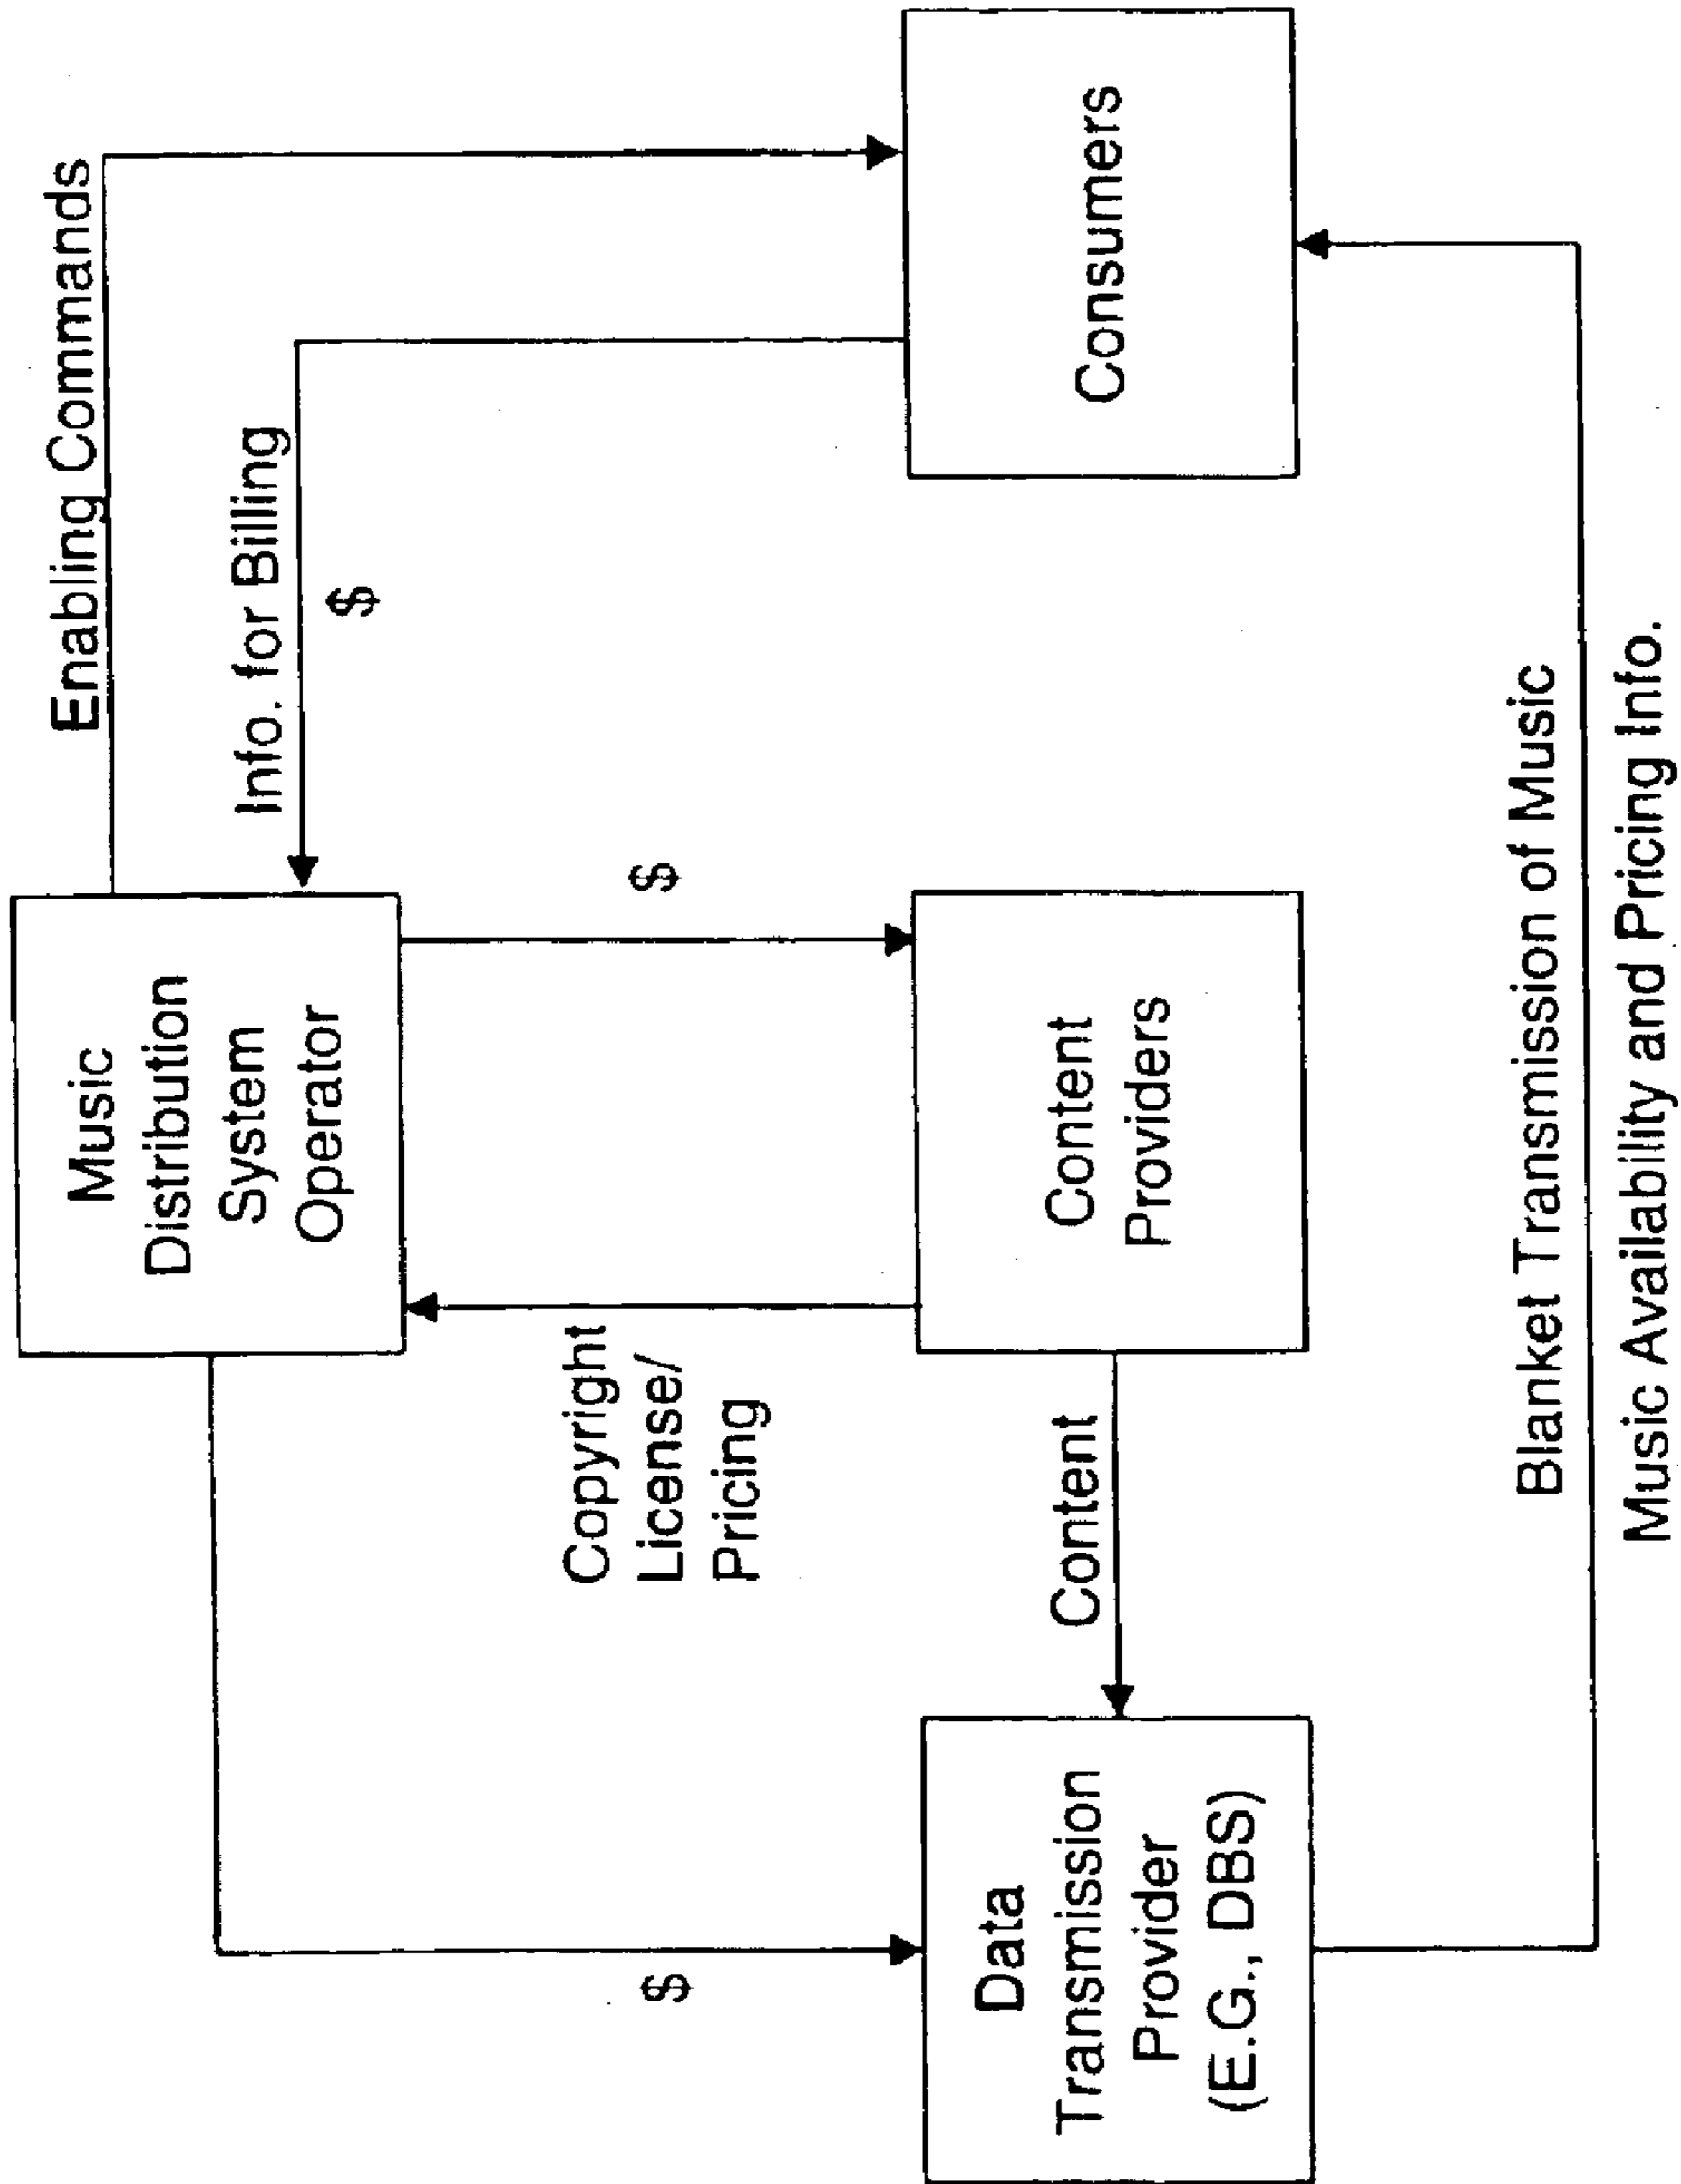 Enabling Commands
Info. for Billing
$
Music
Distribution
System
Operator
$
$
Copyright
License/
Pricing
Data
Transmission
Provider
(E.G., DBS)
Content
Content
Providers
Consumers
Blanket Transmission of Music
Music Availability and Pricing Info.